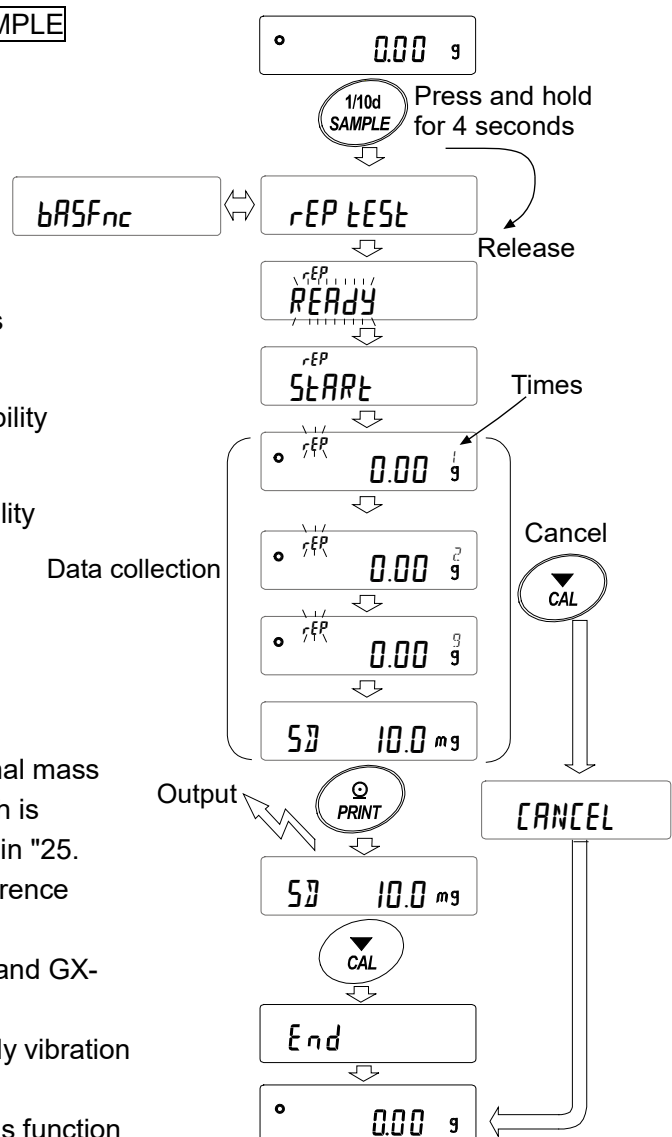 MPLE
0.00 g
1/10d
SAMPLE
Press and hold
for 4 seconds
bASFnc
rEP tESt
Release
s
rEP
REAdy
rEP
StARt
Times
bility
rEP
0.00 g 1
lity
Cancel
rEP
0.00 g 2
Data collection
CAL
rEP
0.00 g 9
SD 10.0 mg
nal mass
Output
PRINT
CANCEL
n is
in "25.
SD 10.0 mg
rence
CAL
and GX-
End
ly vibration
0.00 g
s function